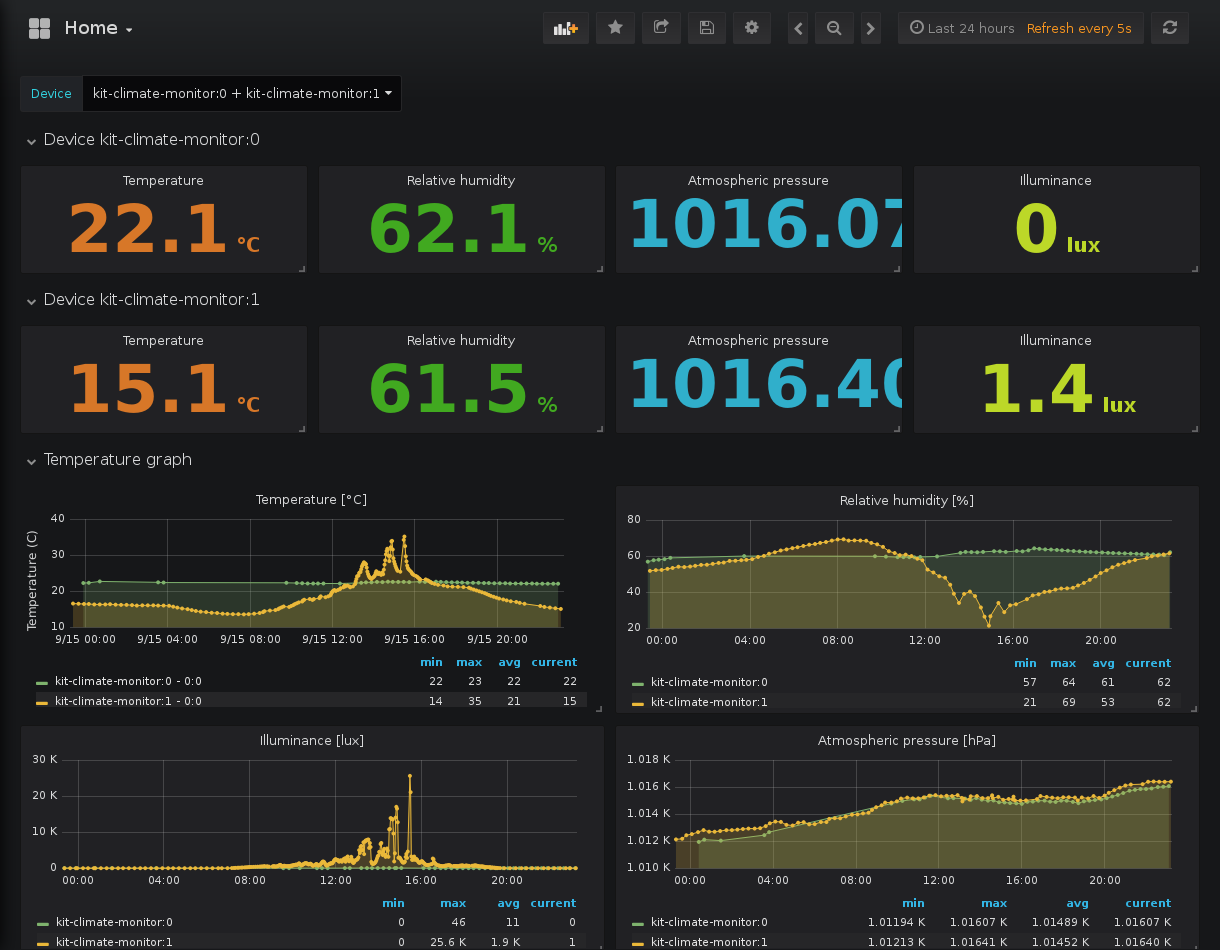 Home
Last 24 hours Refresh every 5s
Device kit-climate-monitor:0 + kit-climate-monitor:1
Device kit-climate-monitor:0
Temperature Relative humidity Atmospheric pressure Illuminance
22.1 °C 62.1 % 1016.07 0 lux
Device kit-climate-monitor:1
Temperature Relative humidity Atmospheric pressure Illuminance
15.1 °C 61.5 % 1016.40 1.4 lux
Temperature graph
Temperature [°C]
Temperature (C)
40
30
20
10
9/15 00:00 9/15 04:00 9/15 08:00 9/15 12:00 9/15 16:00 9/15 20:00
min max avg current
kit-climate-monitor:0 - 0:0 22 23 22 22
kit-climate-monitor:1 - 0:0 14 35 21 15
Relative humidity [%]
80
60
40
20
00:00 04:00 08:00 12:00 16:00 20:00
min max avg current
kit-climate-monitor:0 57 64 61 62
kit-climate-monitor:1 21 69 53 62
Illuminance [lux]
30 K
20 K
10 K
0
00:00 04:00 08:00 12:00 16:00 20:00
min max avg current
kit-climate-monitor:0 0 46 11 0
kit-climate-monitor:1 0 25.6 K 1.9 K 1
Atmospheric pressure [hPa]
1.018 K
1.016 K
1.014 K
1.012 K
1.010 K
00:00 04:00 08:00 12:00 16:00 20:00
min max avg current
kit-climate-monitor:0 1.01194 K 1.01607 K 1.01489 K 1.01607 K
kit-climate-monitor:1 1.01213 K 1.01641 K 1.01452 K 1.01640 K